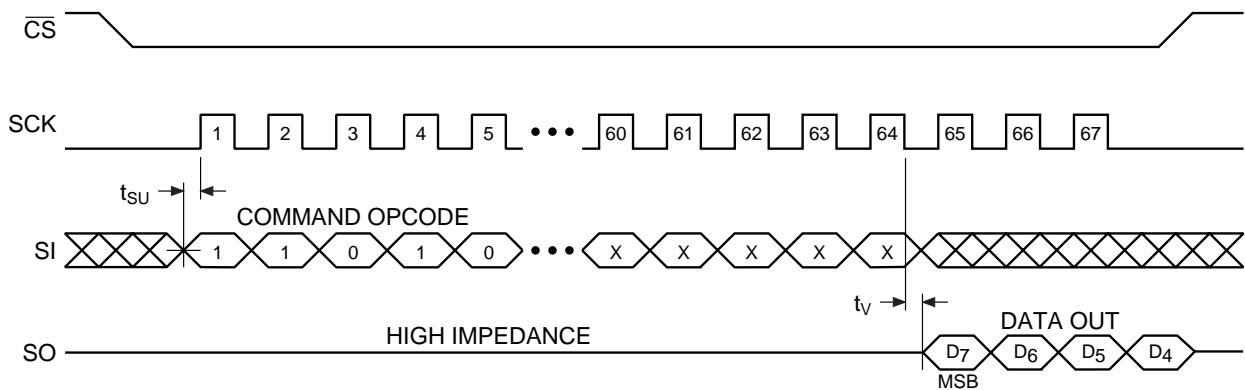 CS
SCK 1 2 3 4 5 ••• 60 61 62 63 64 65 66 67
tSU
COMMAND OPCODE
SI 1 1 0 1 0 ••• X X X X X
tV
HIGH IMPEDANCE DATA OUT
SO D7 D6 D5 D4
MSB